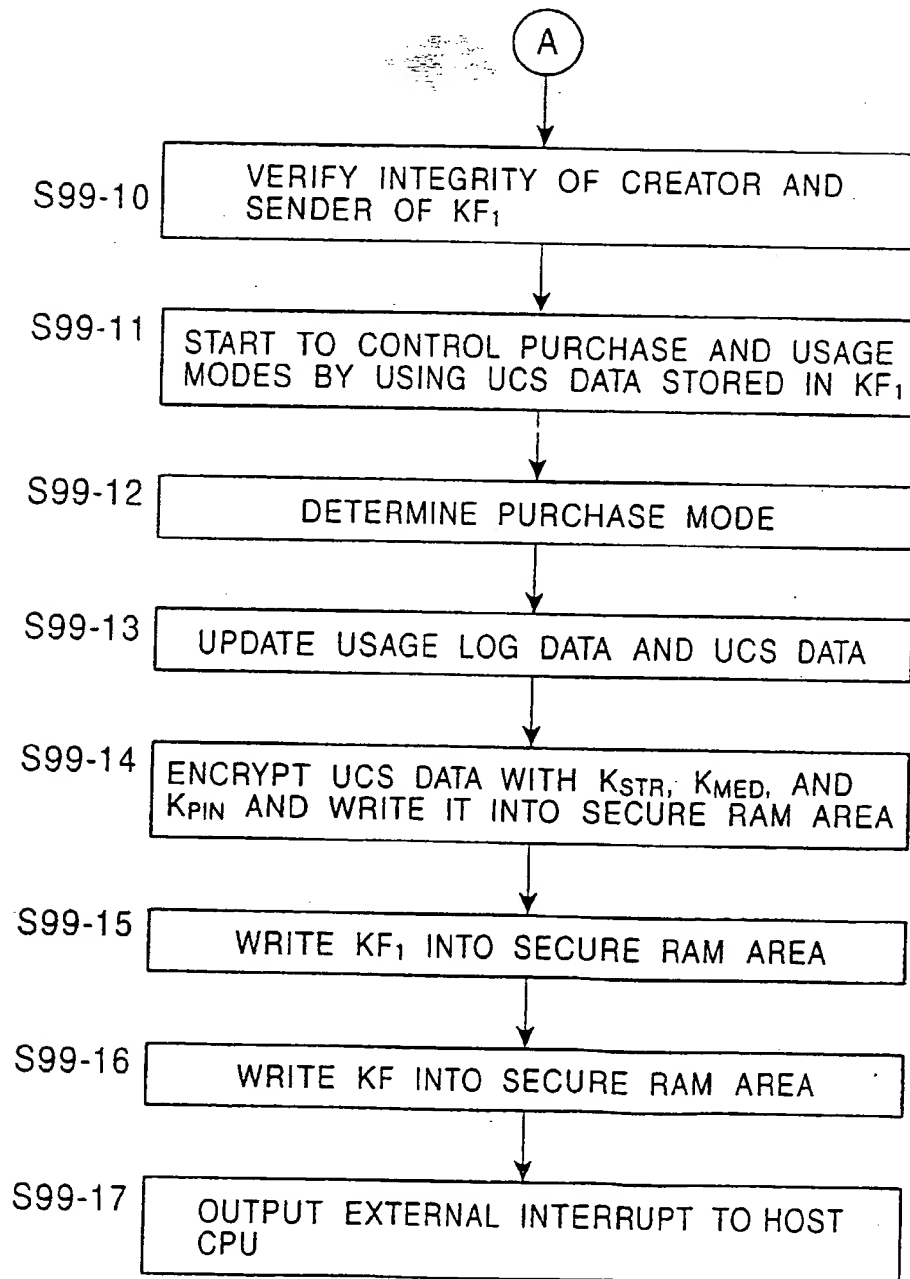 A
S99-10
VERIFY INTEGRITY OF CREATOR AND
SENDER OF KF₁
S99-11
START TO CONTROL PURCHASE AND USAGE
MODES BY USING UCS DATA STORED IN KF₁
S99-12
DETERMINE PURCHASE MODE
S99-13
UPDATE USAGE LOG DATA AND UCS DATA
S99-14
ENCRYPT UCS DATA WITH KSTR, KMED, AND
KPIN AND WRITE IT INTO SECURE RAM AREA
S99-15
WRITE KF₁ INTO SECURE RAM AREA
S99-16
WRITE KF INTO SECURE RAM AREA
S99-17
OUTPUT EXTERNAL INTERRUPT TO HOST
CPU